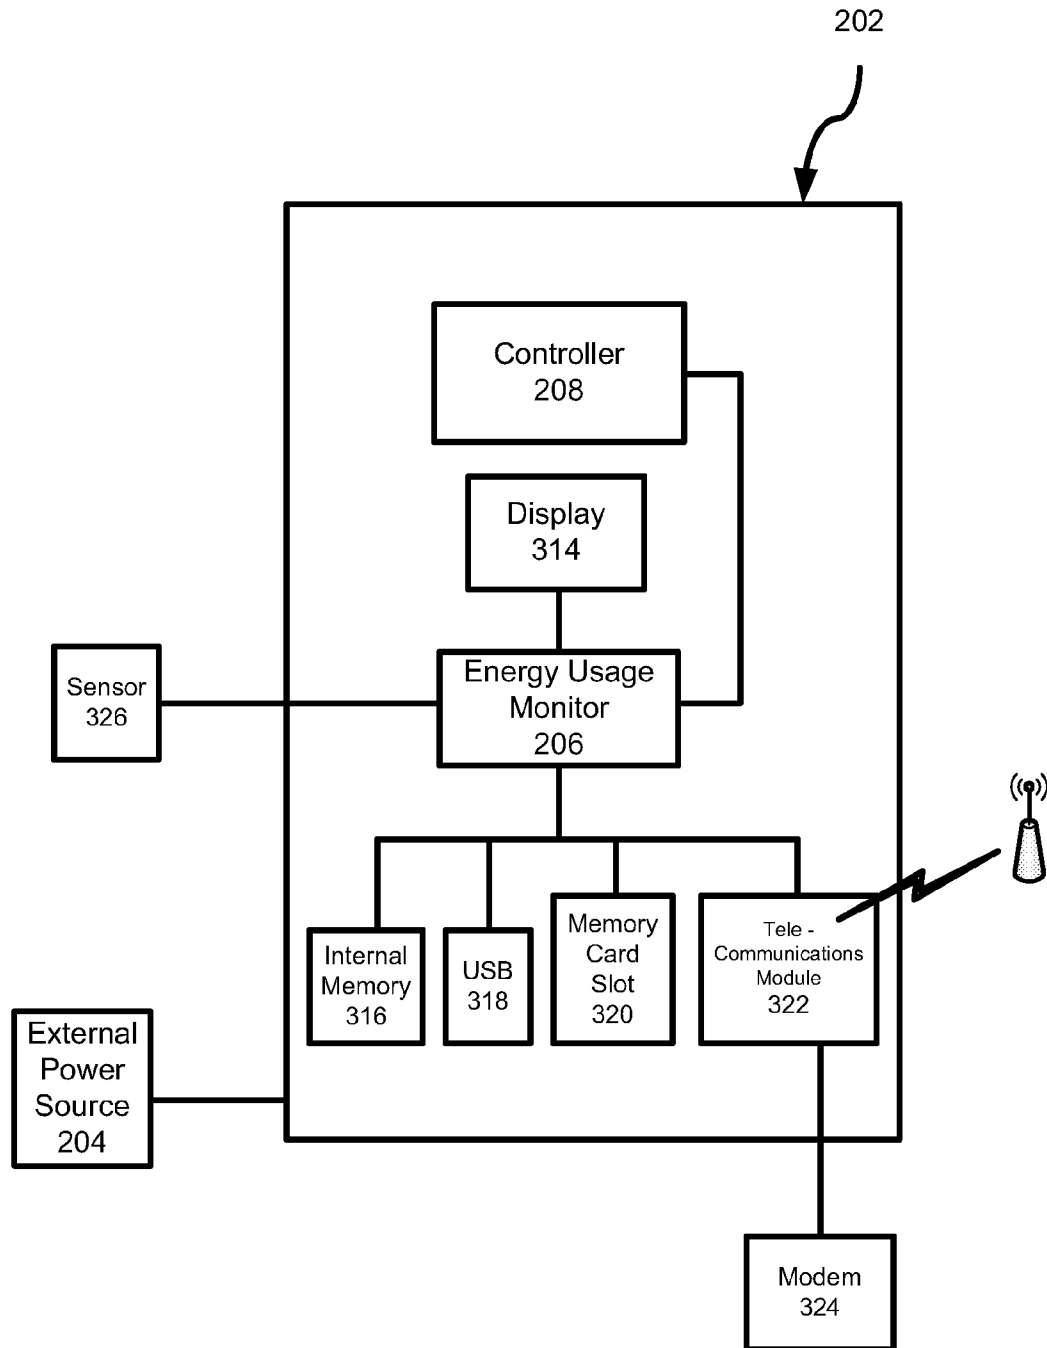 202
Controller
208
Display
314
Energy Usage
Monitor
206
Sensor
326
Internal
Memory
316
USB
318
Memory
Card
Slot
320
Tele -
Communications
Module
322
External
Power
Source
204
Modem
324